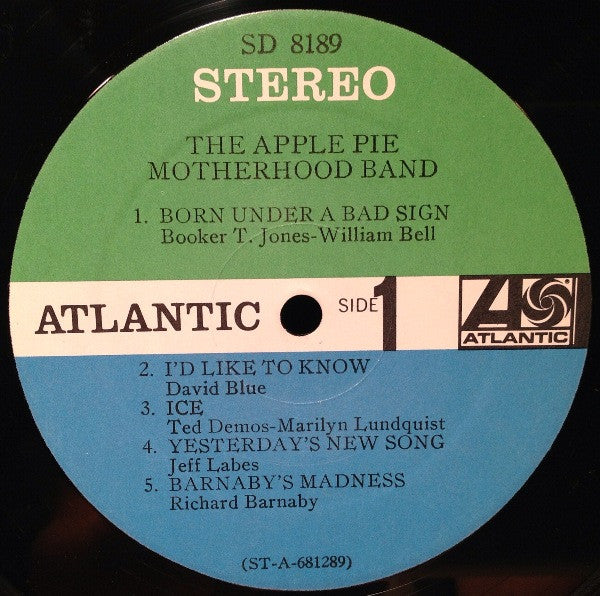 SD 8189
STEREO
THE APPLE PIE
MOTHERHOOD BAND
1. BORN UNDER A BAD SIGN
Booker T. Jones-William Bell
ATLANTIC
SIDE 1
ATLANTIC
2. I'D LIKE TO KNOW
David Blue
3. ICE
Ted Demos-Marilyn Lundquist
4. YESTERDAY'S NEW SONG
Jeff Labes
5. BARNABY'S MADNESS
Richard Barnaby
(ST-A-681289)